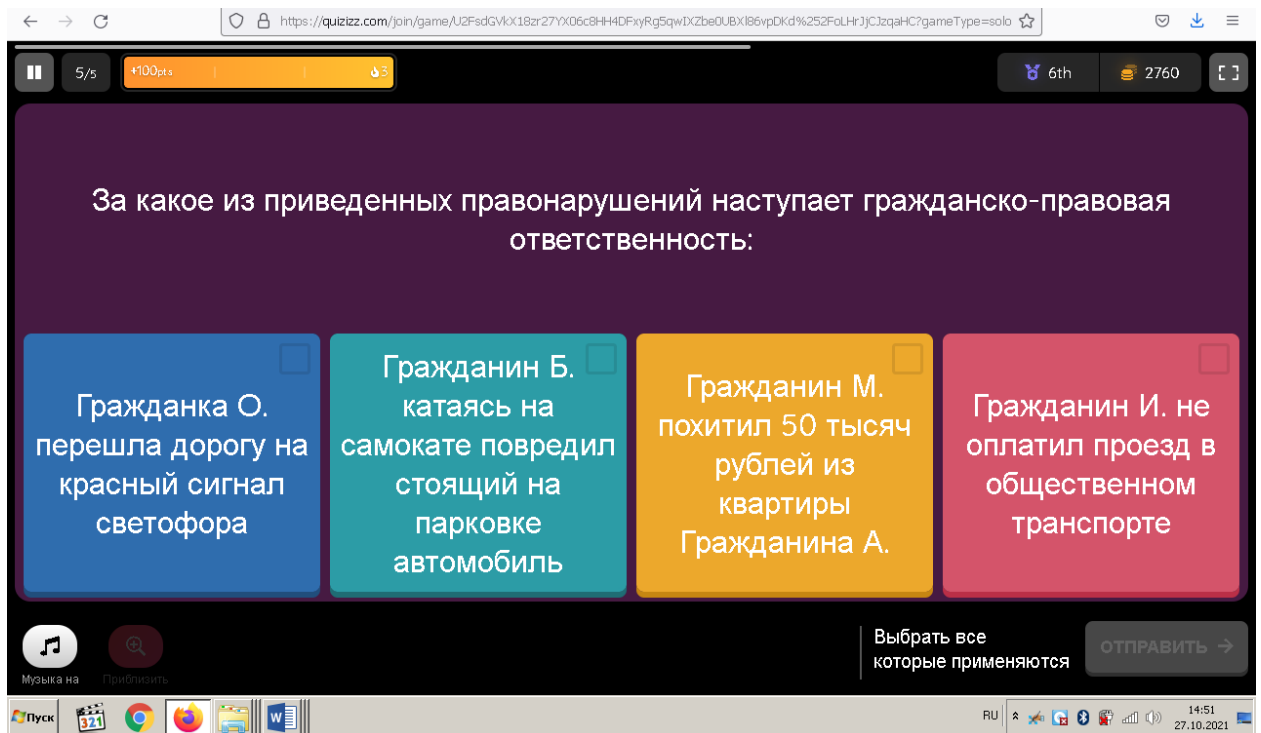 https://quizizz.com/join/game/U2FsdGVkX18zr27YX06c8HH4DFxyRg5qwIXZbe0UBXl86vpDKd%252FoLHrJjCJzqaHC?gameType=solo
5/5
+100pts
3
6th
2760
За какое из приведенных правонарушений наступает гражданско-правовая
ответственность:
Гражданка О.
перешла дорогу на
красный сигнал
светофора
Гражданин Б.
катаясь на
самокате повредил
стоящий на
парковке
автомобиль
Гражданин М.
похитил 50 тысяч
рублей из
квартиры
Гражданина А.
Гражданин И. не
оплатил проезд в
общественном
транспорте
Музыка на
Приблизить
Выбрать все
которые применяются
ОТПРАВИТЬ
Пуск
321
W
RU
14:51
27.10.2021